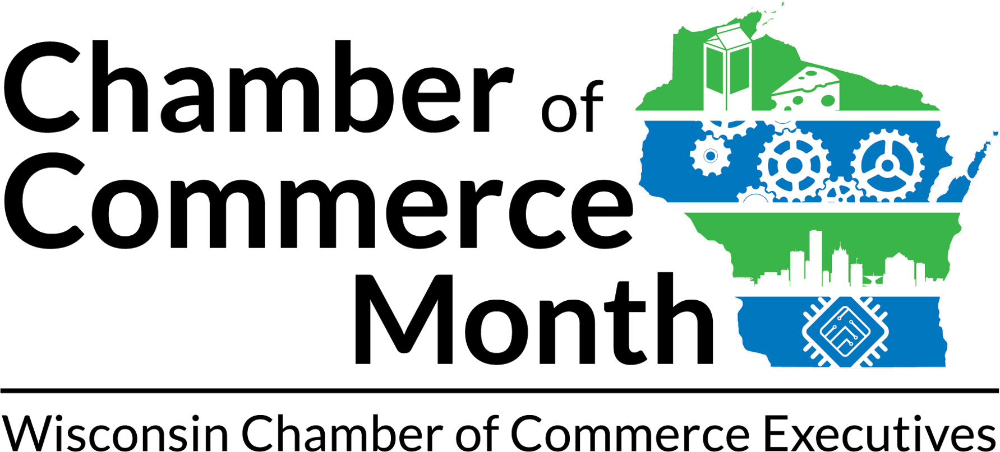 Chamber of
Commerce
Month
Wisconsin Chamber of Commerce Executives